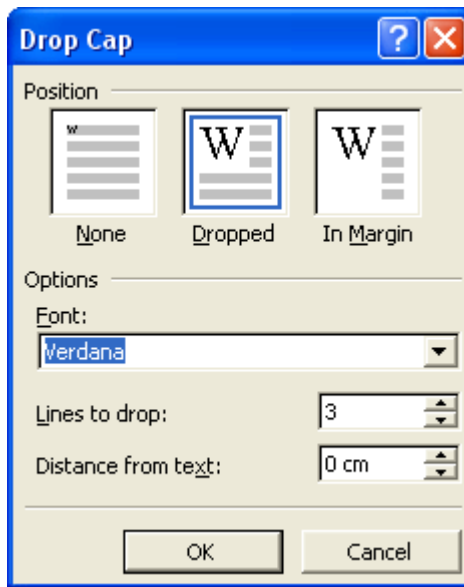 Drop Cap
?
Position
W
W
W
None
Dropped
In Margin
Options
Font:
Verdana
Lines to drop:
3
Distance from text:
0 cm
OK
Cancel